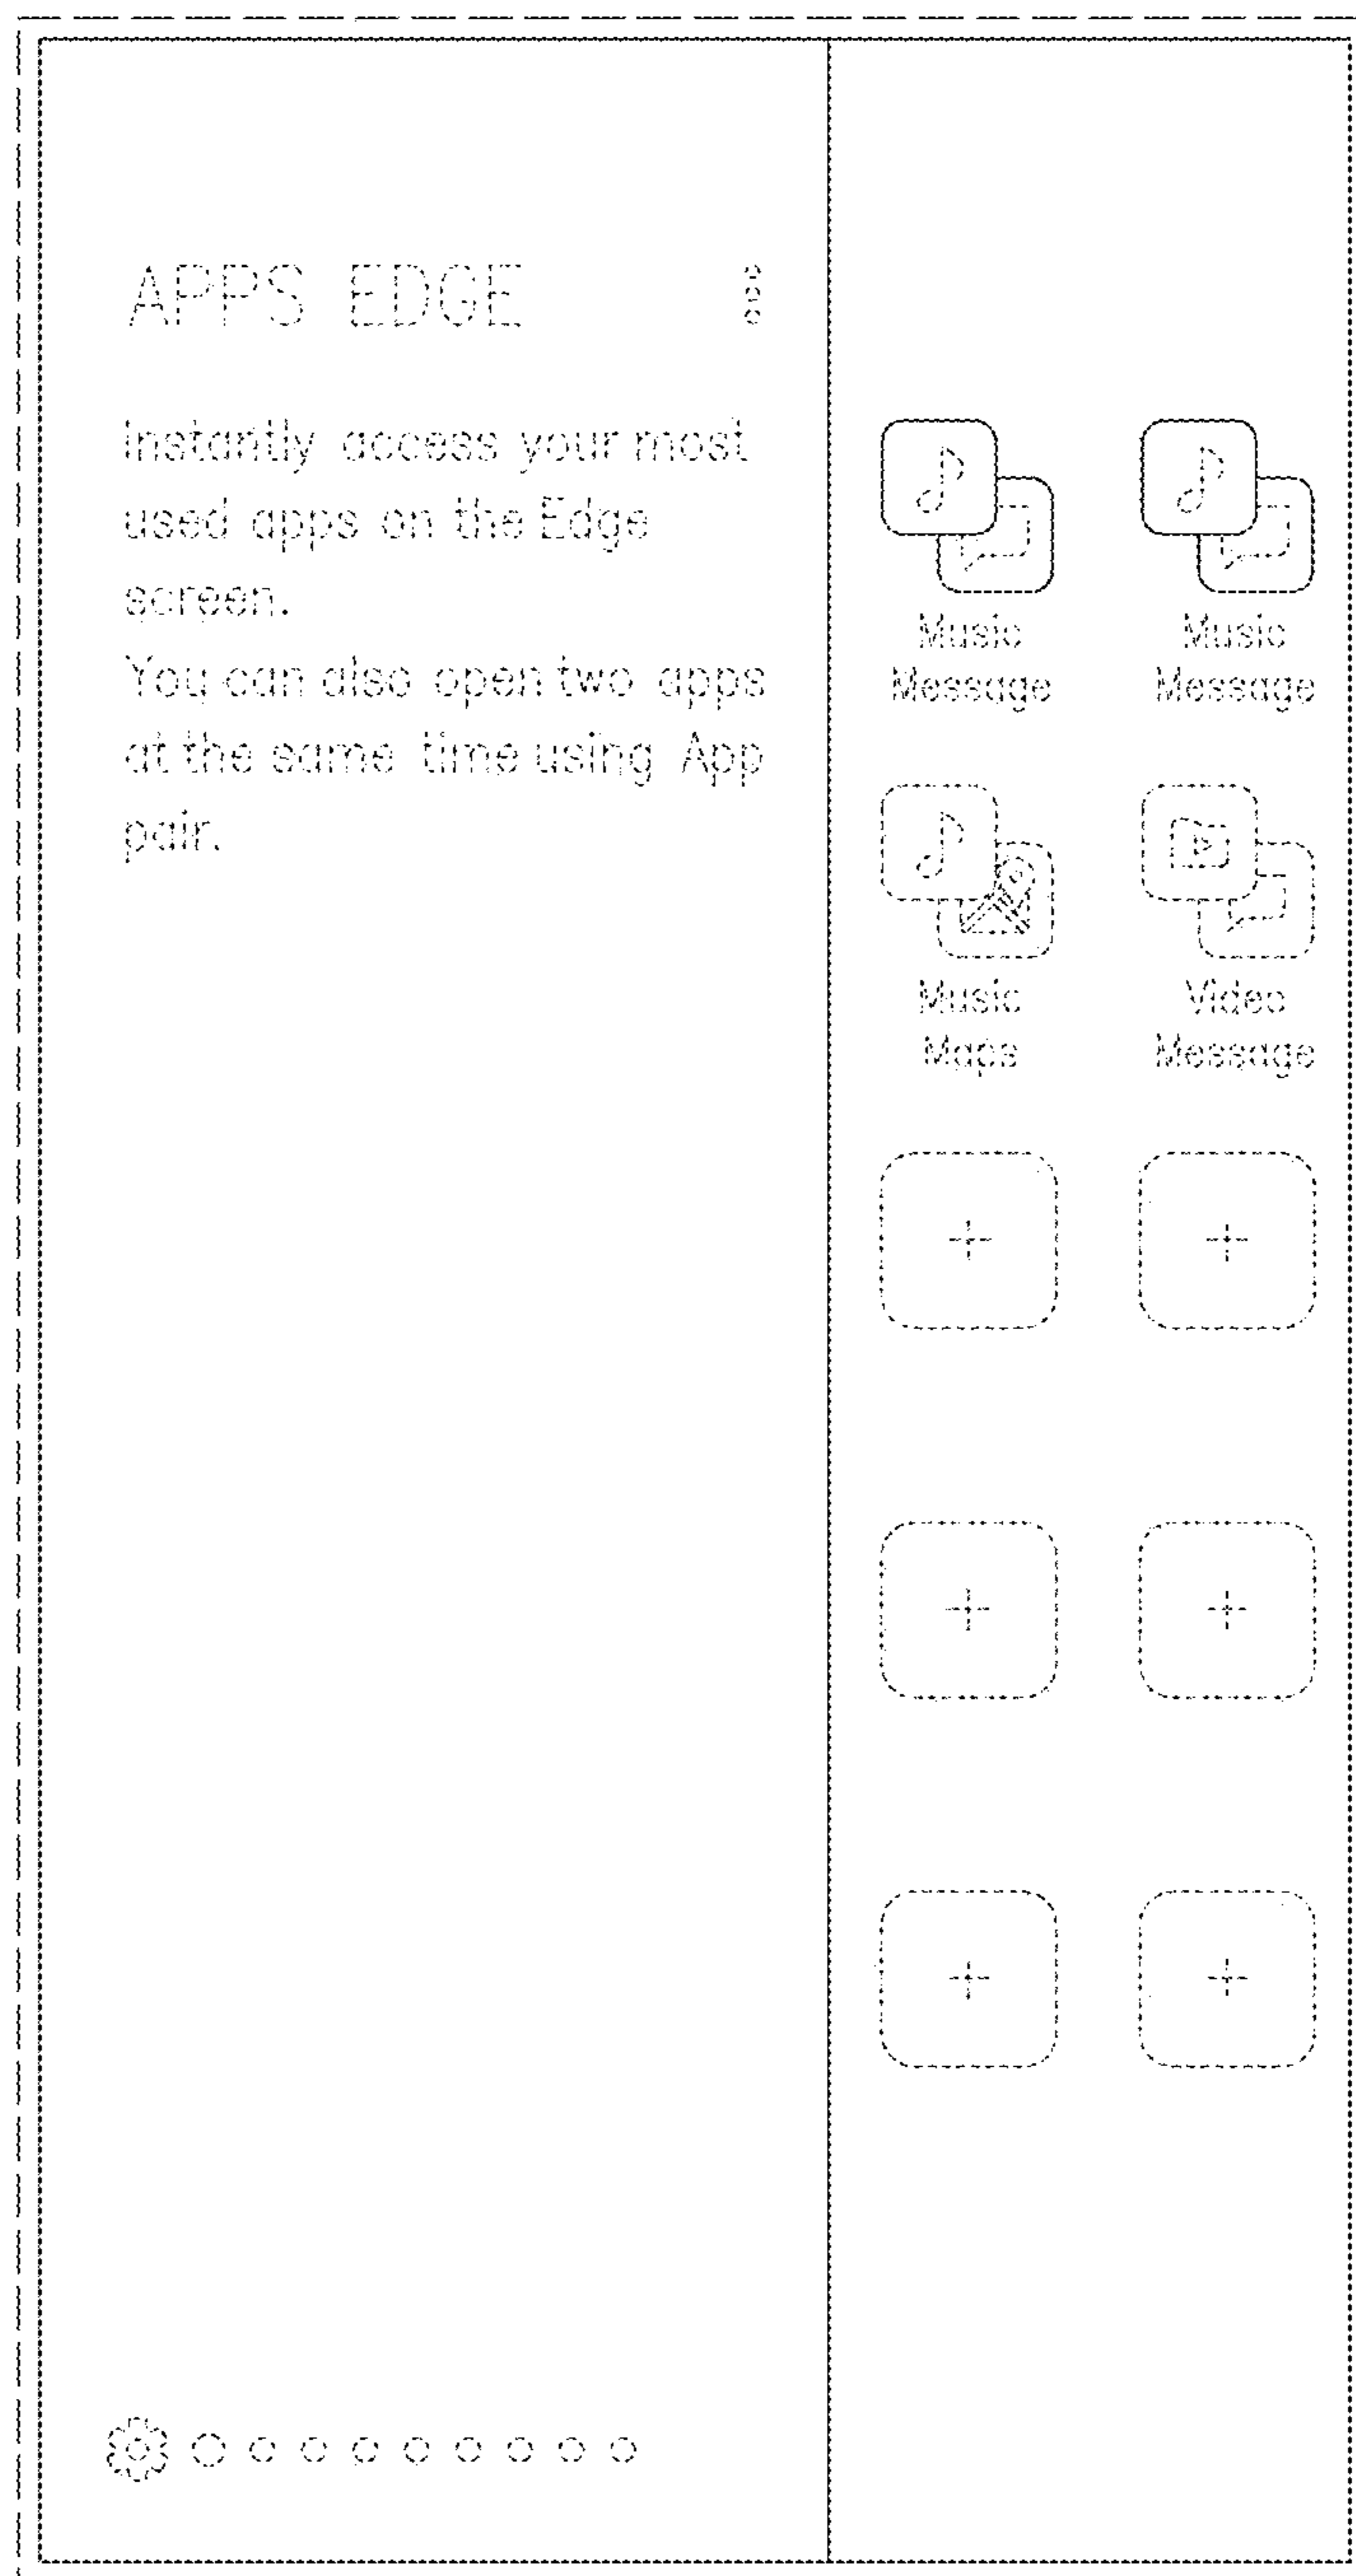 APPS EDGE
Instantly access your most
used apps on the Edge
screen.
You can also open two apps
at the same time using App
pair.
Music
Message
Music
Message
Music
Maps
Video
Message